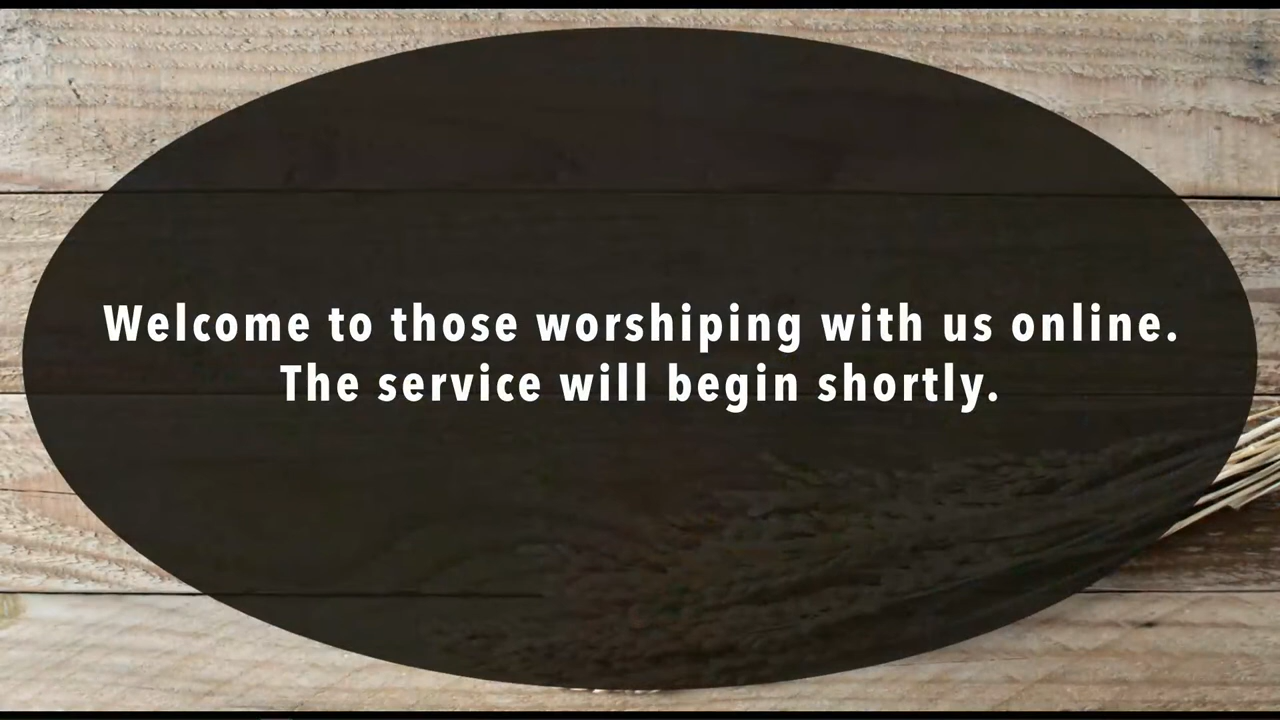 Welcome to those worshiping with us online.
The service will begin shortly.